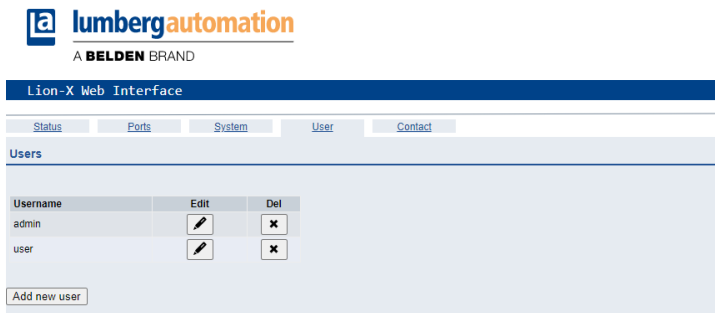 la lumbergautomation
A BELDEN BRAND
Lion-X Web Interface
Status Ports System User Contact
Users
Username Edit Del
admin
user
Add new user